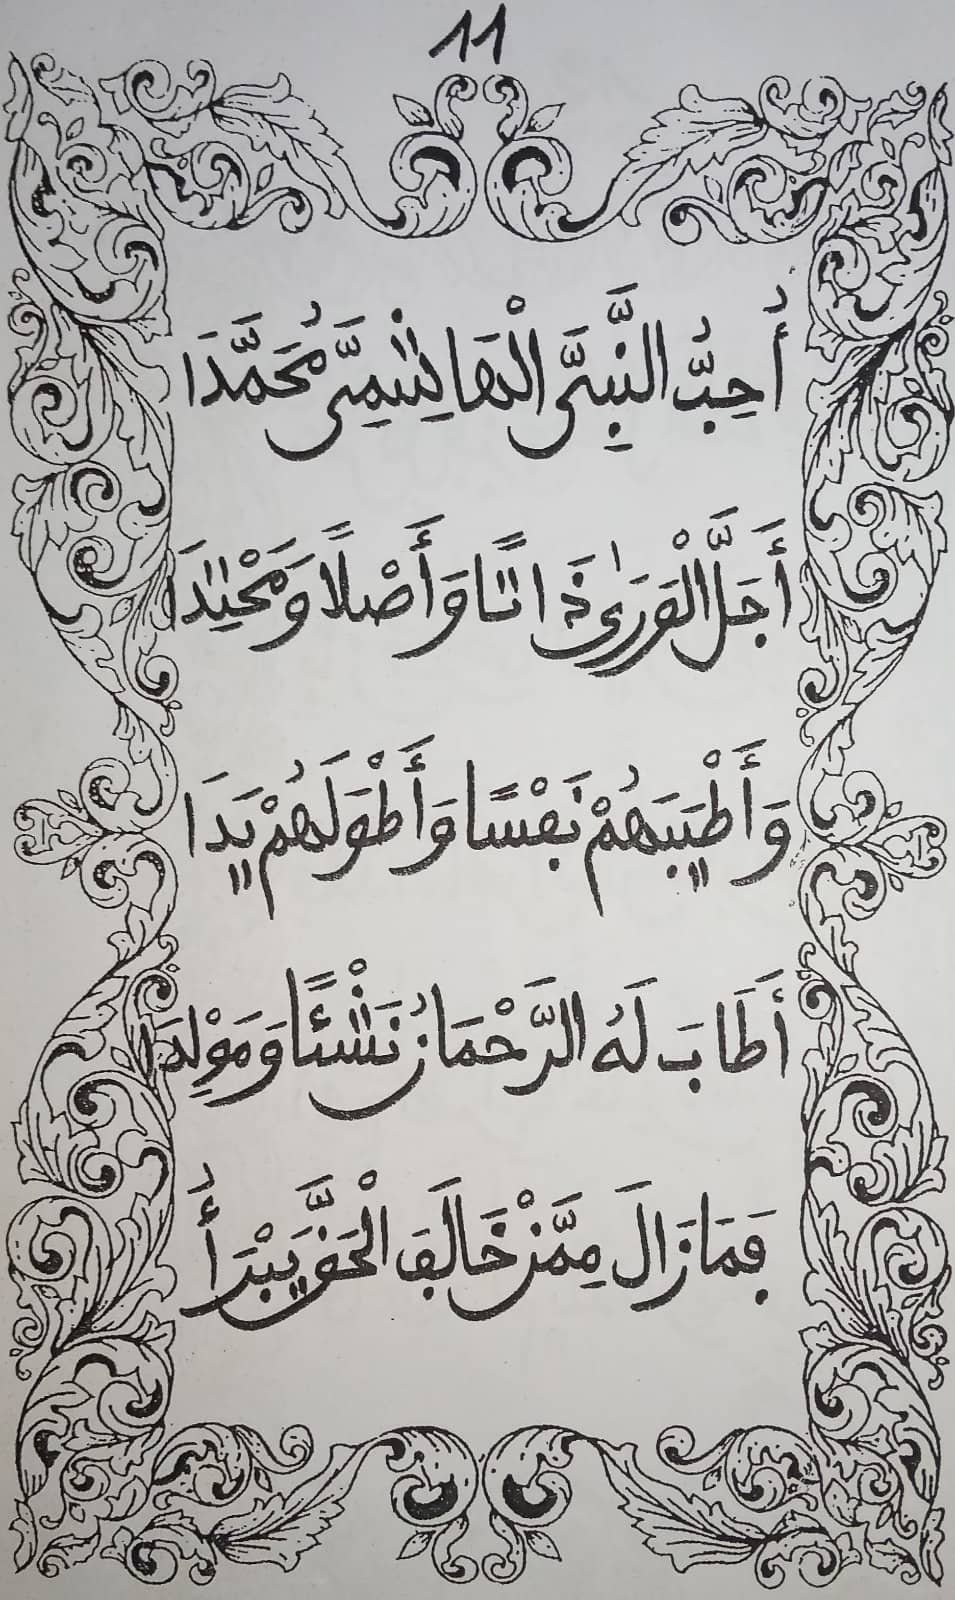 11
أُحِبُّ النَّبِيَّ الْهَاشِمِيَّ مُحَمَّدَا
أَجَلَّ الْوَرَىٰ ذَاتًا وَأَصْلًا وَمَحْتِدَا
وَأَطْيَبَهُمْ نَفْسًا وَأَطْوَلَهُمْ يَدَا
أَطَابَ لَهُ الرَّحْمَانُ نَشْئًا وَمَوْلِدَا
فَمَا زَالَ مِمَّنْ خَالَفَ الْحَقَّ يَبْرَأُ